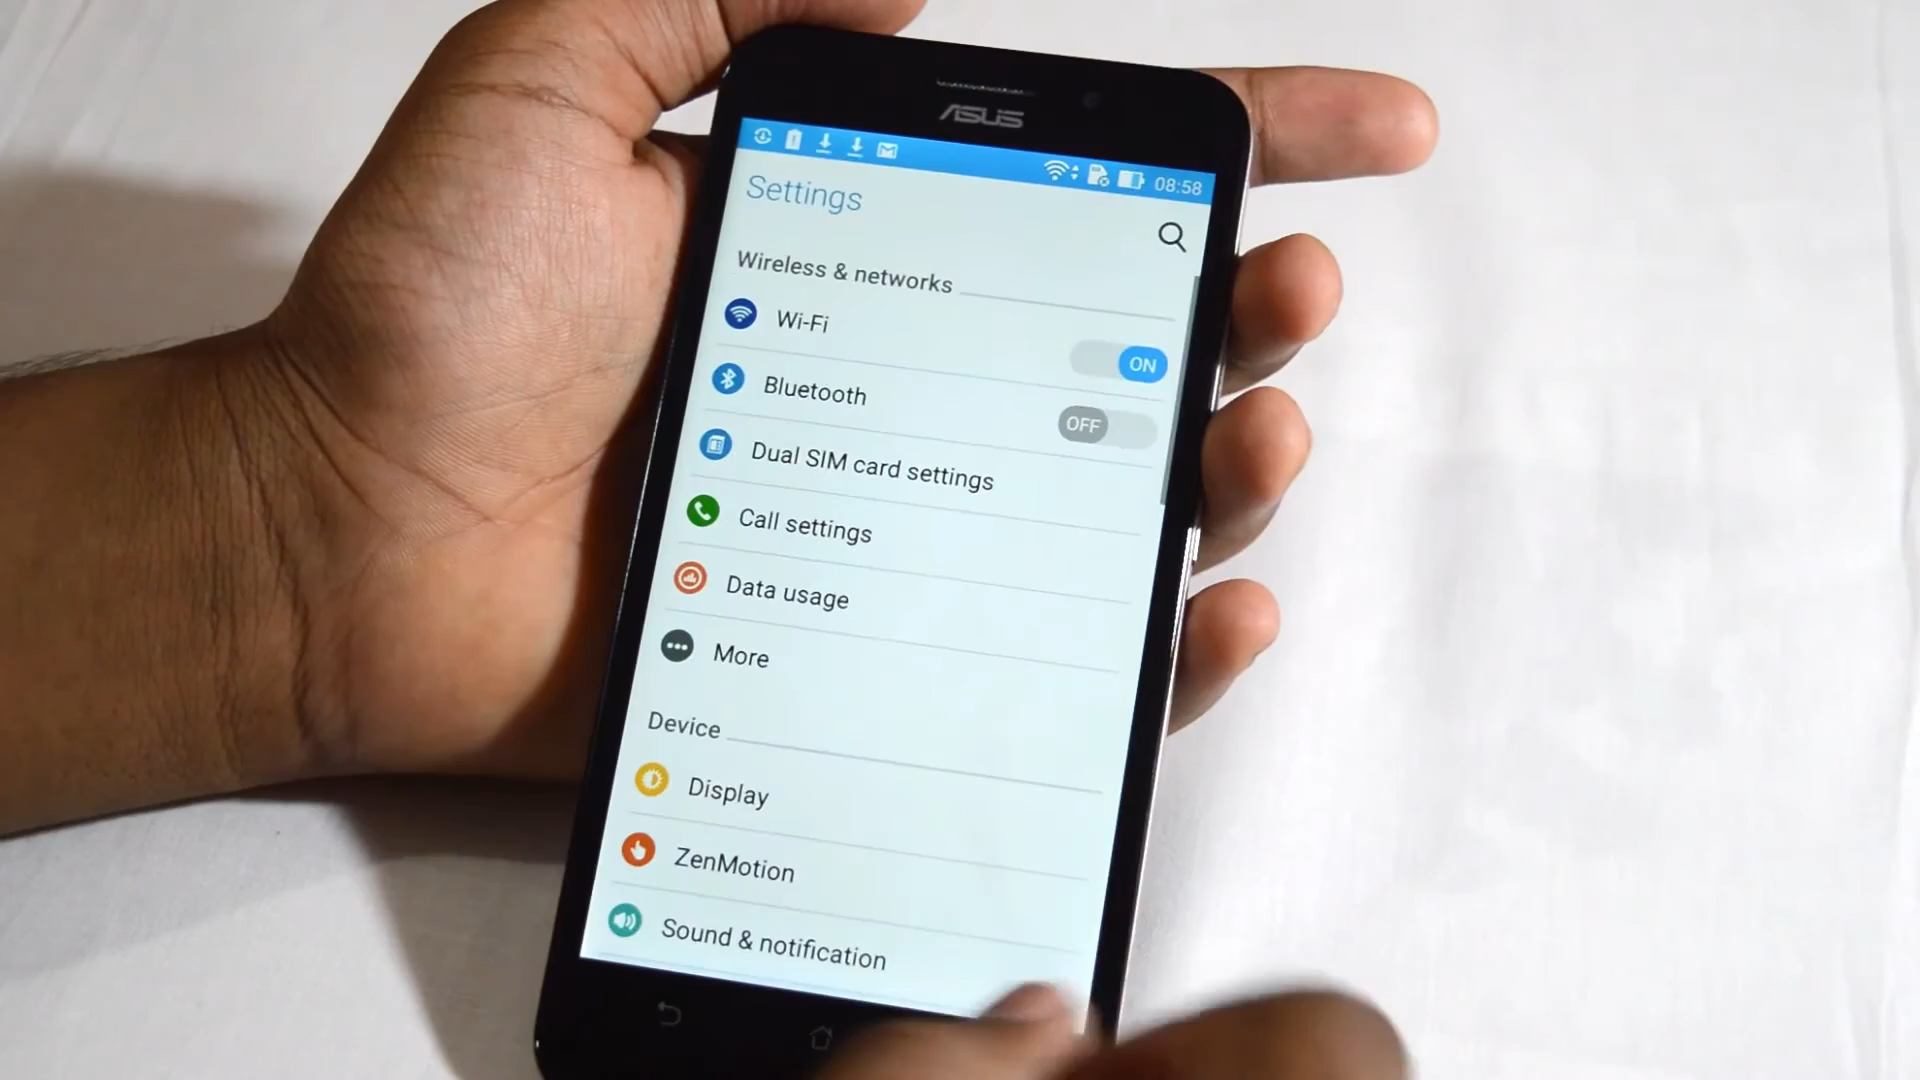 ASUS
08:58
Settings
Wireless & networks
Wi-Fi
ON
Bluetooth
OFF
Dual SIM card settings
Call settings
Data usage
More
Device
Display
ZenMotion
Sound & notification